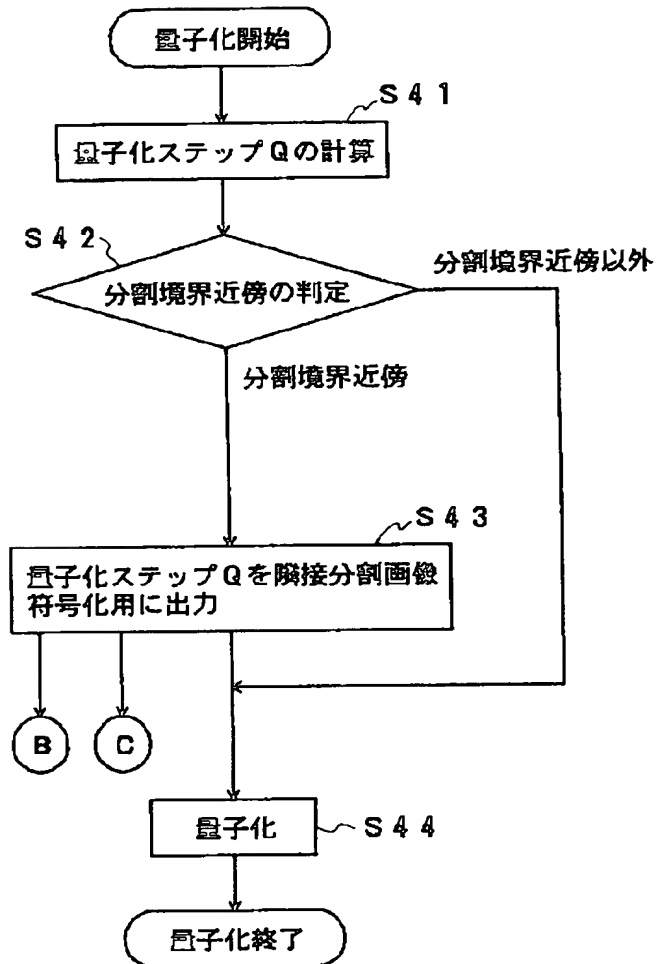 量子化開始
S41
量子化ステップQの計算
S42
分割境界近傍の判定
分割境界近傍以外
分割境界近傍
S43
量子化ステップQを隣接分割画像
符号化用に出力
B
C
量子化
S44
量子化終了